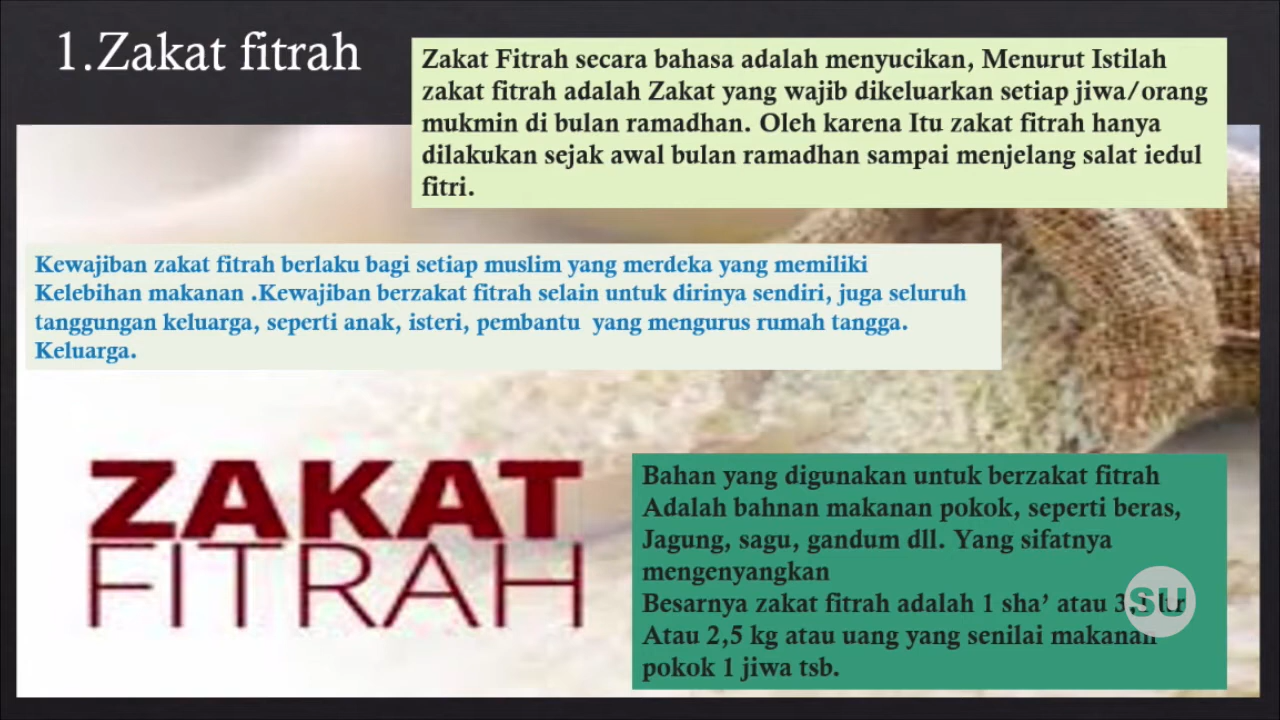 1.Zakat fitrah
Zakat Fitrah secara bahasa adalah menyucikan, Menurut Istilah
zakat fitrah adalah Zakat yang wajib dikeluarkan setiap jiwa/orang
mukmin di bulan ramadhan. Oleh karena Itu zakat fitrah hanya
dilakukan sejak awal bulan ramadhan sampai menjelang salat iedul
fitri.
Kewajiban zakat fitrah berlaku bagi setiap muslim yang merdeka yang memiliki
Kelebihan makanan .Kewajiban berzakat fitrah selain untuk dirinya sendiri, juga seluruh
tanggungan keluarga, seperti anak, isteri, pembantu yang mengurus rumah tangga.
Keluarga.
ZAKAT
FITRAH
Bahan yang digunakan untuk berzakat fitrah
Adalah bahnan makanan pokok, seperti beras,
Jagung, sagu, gandum dll. Yang sifatnya
mengenyangkan
Besarnya zakat fitrah adalah 1 sha’ atau
Atau 2,5 kg atau uang yang senilai makanan
pokok 1 jiwa tsb.
SU